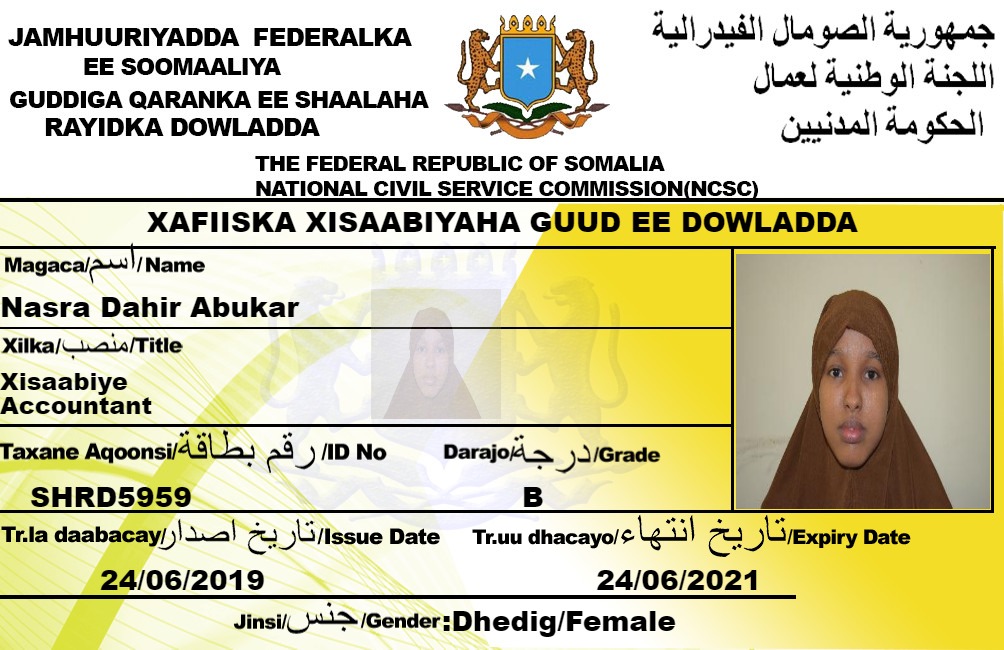 JAMHUURIYADDA FEDERALKA
EE SOOMAALIYA
GUDDIGA QARANKA EE SHAALAHA
RAYIDKA DOWLADDA
جمهورية الصومال الفيدرالية
اللجنة الوطنية لعمال
الحكومة المدنيين
THE FEDERAL REPUBLIC OF SOMALIA
NATIONAL CIVIL SERVICE COMMISSION(NCSC)
XAFIISKA XISAABIYAHA GUUD EE DOWLADDA
Magaca/اسم/Name
Nasra Dahir Abukar
Xilka/منصب/Title
Xisaabiye
Accountant
Taxane Aqoonsi/رقم بطاقة/ID No
Darajo/درجة/Grade
SHRD5959
B
Tr.la daabacay/تاريخ اصدار/Issue Date
Tr.uu dhacayo/تاريخ انتهاء/Expiry Date
24/06/2019
24/06/2021
Jinsi/جنس/Gender:Dhedig/Female